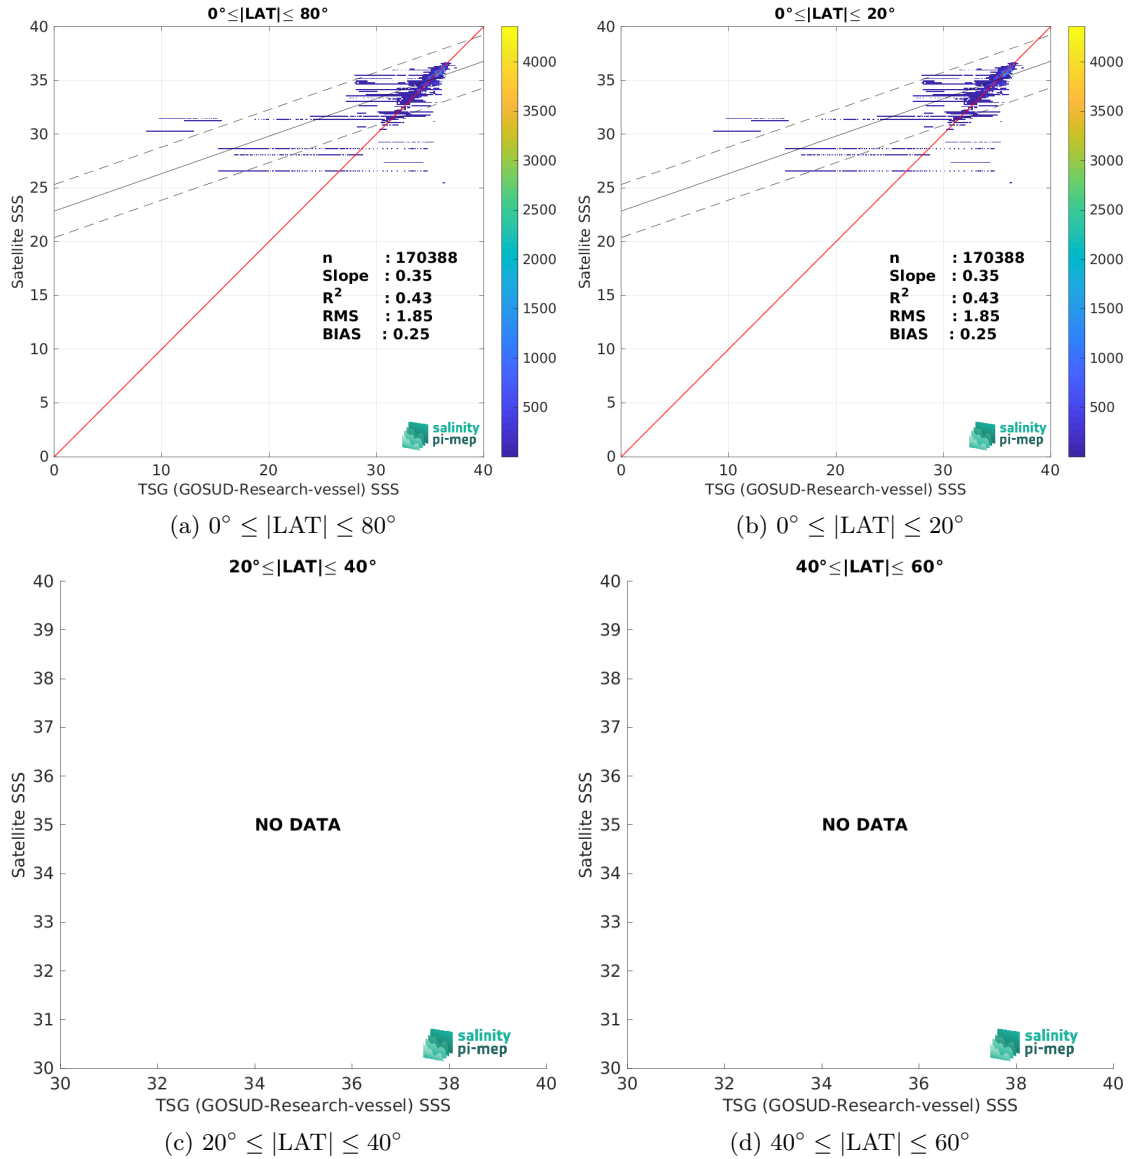 0°≤|LAT|≤ 80°
40
35
30
25
20
15
10
5
0
Satellite SSS
0
10
20
30
40
TSG (GOSUD-Research-vessel) SSS
n : 170388
Slope : 0.35
R² : 0.43
RMS : 1.85
BIAS : 0.25
salinity
pi-mep
4000
3500
3000
2500
2000
1500
1000
500
(a) 0° ≤ |LAT| ≤ 80°
0°≤|LAT|≤ 20°
40
35
30
25
20
15
10
5
0
Satellite SSS
0
10
20
30
40
TSG (GOSUD-Research-vessel) SSS
n : 170388
Slope : 0.35
R² : 0.43
RMS : 1.85
BIAS : 0.25
salinity
pi-mep
4000
3500
3000
2500
2000
1500
1000
500
(b) 0° ≤ |LAT| ≤ 20°
20°≤|LAT|≤ 40°
40
39
38
37
36
35
34
33
32
31
30
Satellite SSS
NO DATA
salinity
pi-mep
30
32
34
36
38
40
TSG (GOSUD-Research-vessel) SSS
(c) 20° ≤ |LAT| ≤ 40°
40°≤|LAT|≤ 60°
40
39
38
37
36
35
34
33
32
31
30
Satellite SSS
NO DATA
salinity
pi-mep
30
32
34
36
38
40
TSG (GOSUD-Research-vessel) SSS
(d) 40° ≤ |LAT| ≤ 60°